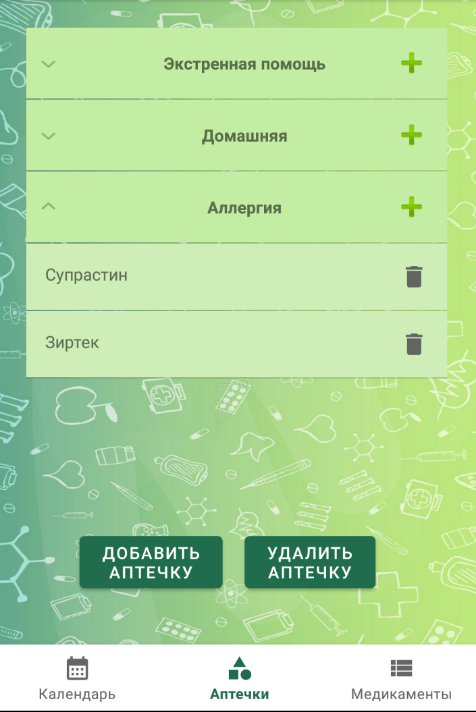 Экстренная помощь
Домашняя
Аллергия
Супрастин
Зиртек
ДОБАВИТЬ
АПТЕЧКУ
УДАЛИТЬ
АПТЕЧКУ
Календарь
Аптечки
Медикаменты